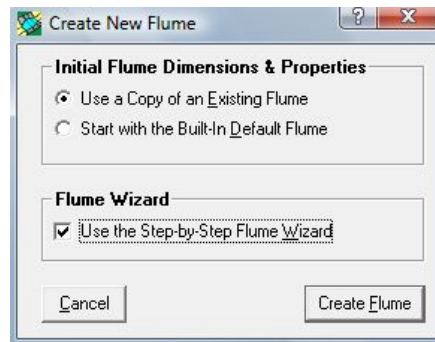 Create New Flume
Initial Flume Dimensions & Properties
Use a Copy of an Existing Flume
Start with the Built-In Default Flume
Flume Wizard
Use the Step-by-Step Flume Wizard
Cancel
Create Flume